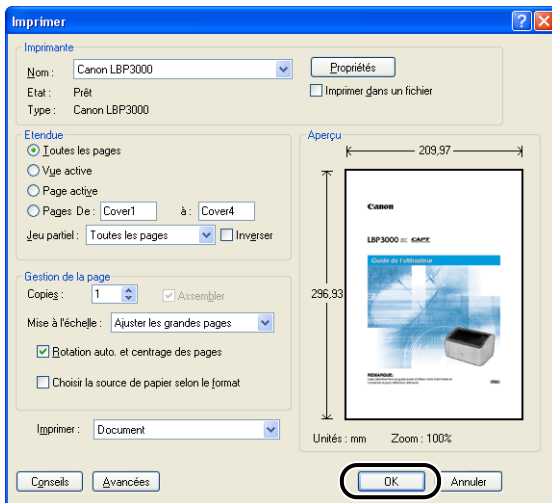 Imprimer
Imprimante
Nom : Canon LBP3000 Propriétés
Etat : Prêt Imprimer dans un fichier
Type : Canon LBP3000
Etendue
Toutes les pages
Vue active
Page active
Pages De : Cover1 à : Cover4
Jeu partiel : Toutes les pages Inverser
Aperçu
209,97
296,93
Canon
LBP3000 CAPT
Guide de l'utilisateur
REMARQUE:
Unités : mm Zoom : 100%
Gestion de la page
Copies : 1 Assembler
Mise à l'échelle : Ajuster les grandes pages
Rotation auto. et centrage des pages
Choisir la source de papier selon le format
Imprimer : Document
Conseils Avancées OK Annuler